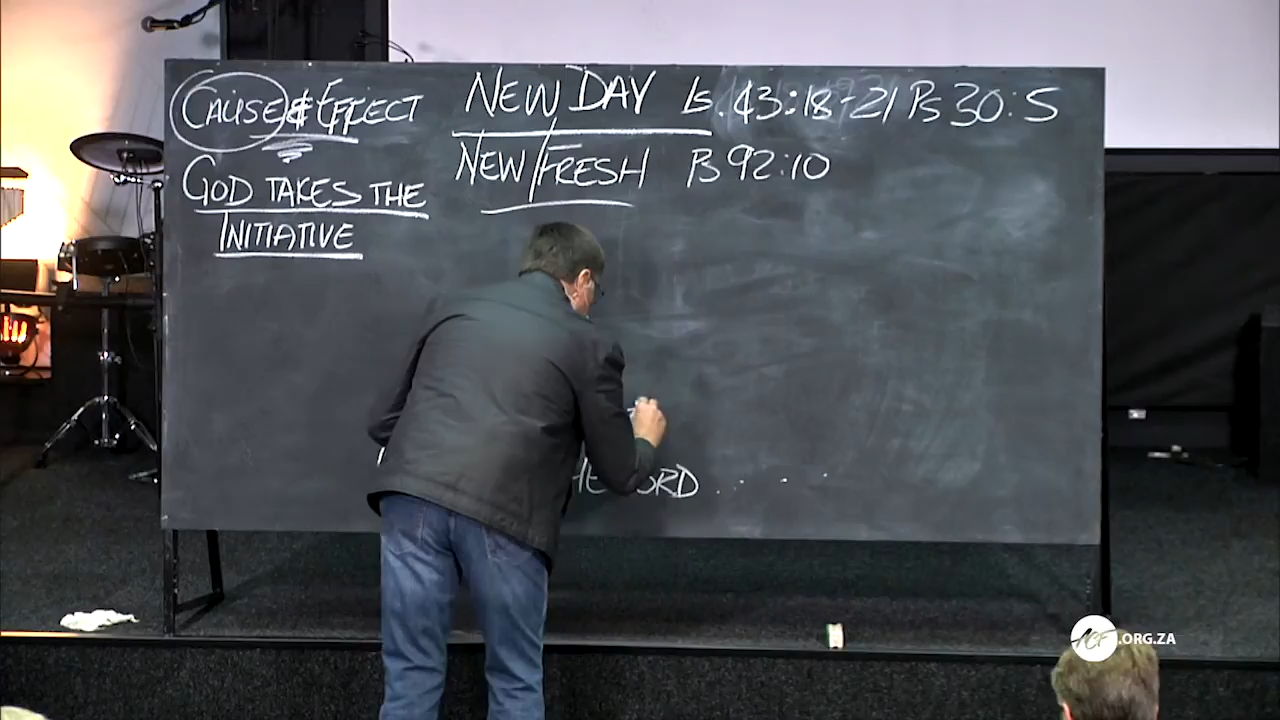 CAUSE & EFFECT
GOD TAKES THE
INITIATIVE
NEW DAY Is. 43:18-21 Ps 30:5
NEW/FRESH Ps 92:10
ACF.ORG.ZA